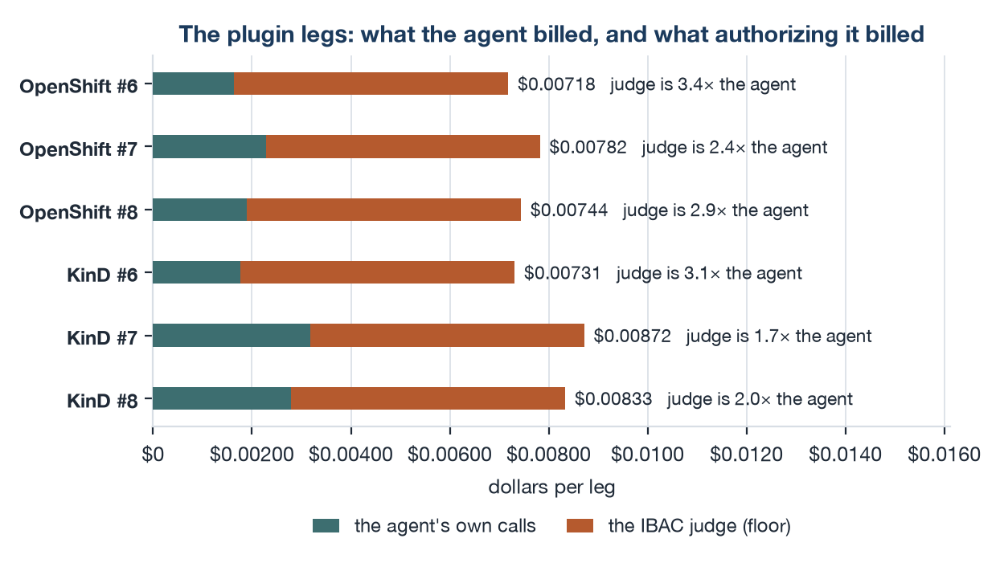 The plugin legs: what the agent billed, and what authorizing it billed
OpenShift #6
$0.00718 judge is 3.4× the agent
OpenShift #7
$0.00782 judge is 2.4× the agent
OpenShift #8
$0.00744 judge is 2.9× the agent
KinD #6
$0.00731 judge is 3.1× the agent
KinD #7
$0.00872 judge is 1.7× the agent
KinD #8
$0.00833 judge is 2.0× the agent
$0 $0.00200 $0.00400 $0.00600 $0.00800 $0.0100 $0.0120 $0.0140 $0.0160
dollars per leg
the agent's own calls the IBAC judge (floor)